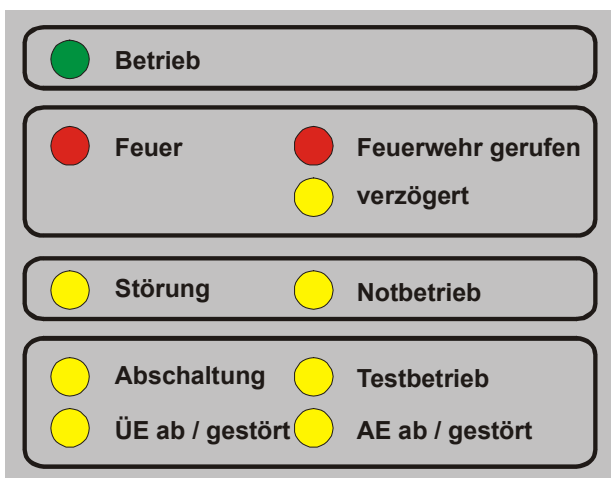 Betrieb
Feuer
Feuerwehr gerufen
verzögert
Störung
Notbetrieb
Abschaltung
Testbetrieb
ÜE ab / gestört
AE ab / gestört